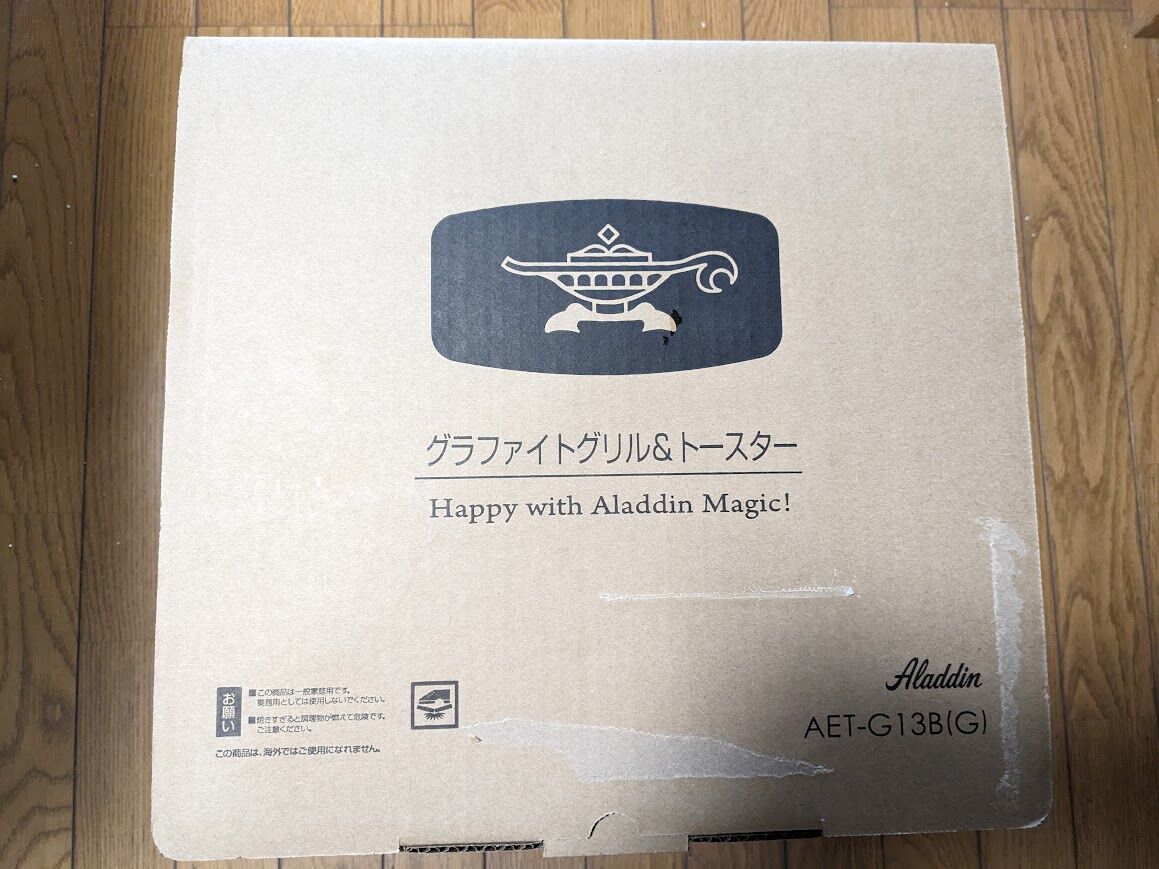 グラファイトグリル&トースター
Happy with Aladdin Magic!
Aladdin
AET-G13B(G)
お願い
■この商品は一般家庭用です。
業務用としては使用しないでください。
■焼きすぎると調理物が燃えて危険です。
ご注意ください。
この商品は、海外ではご使用になれません。